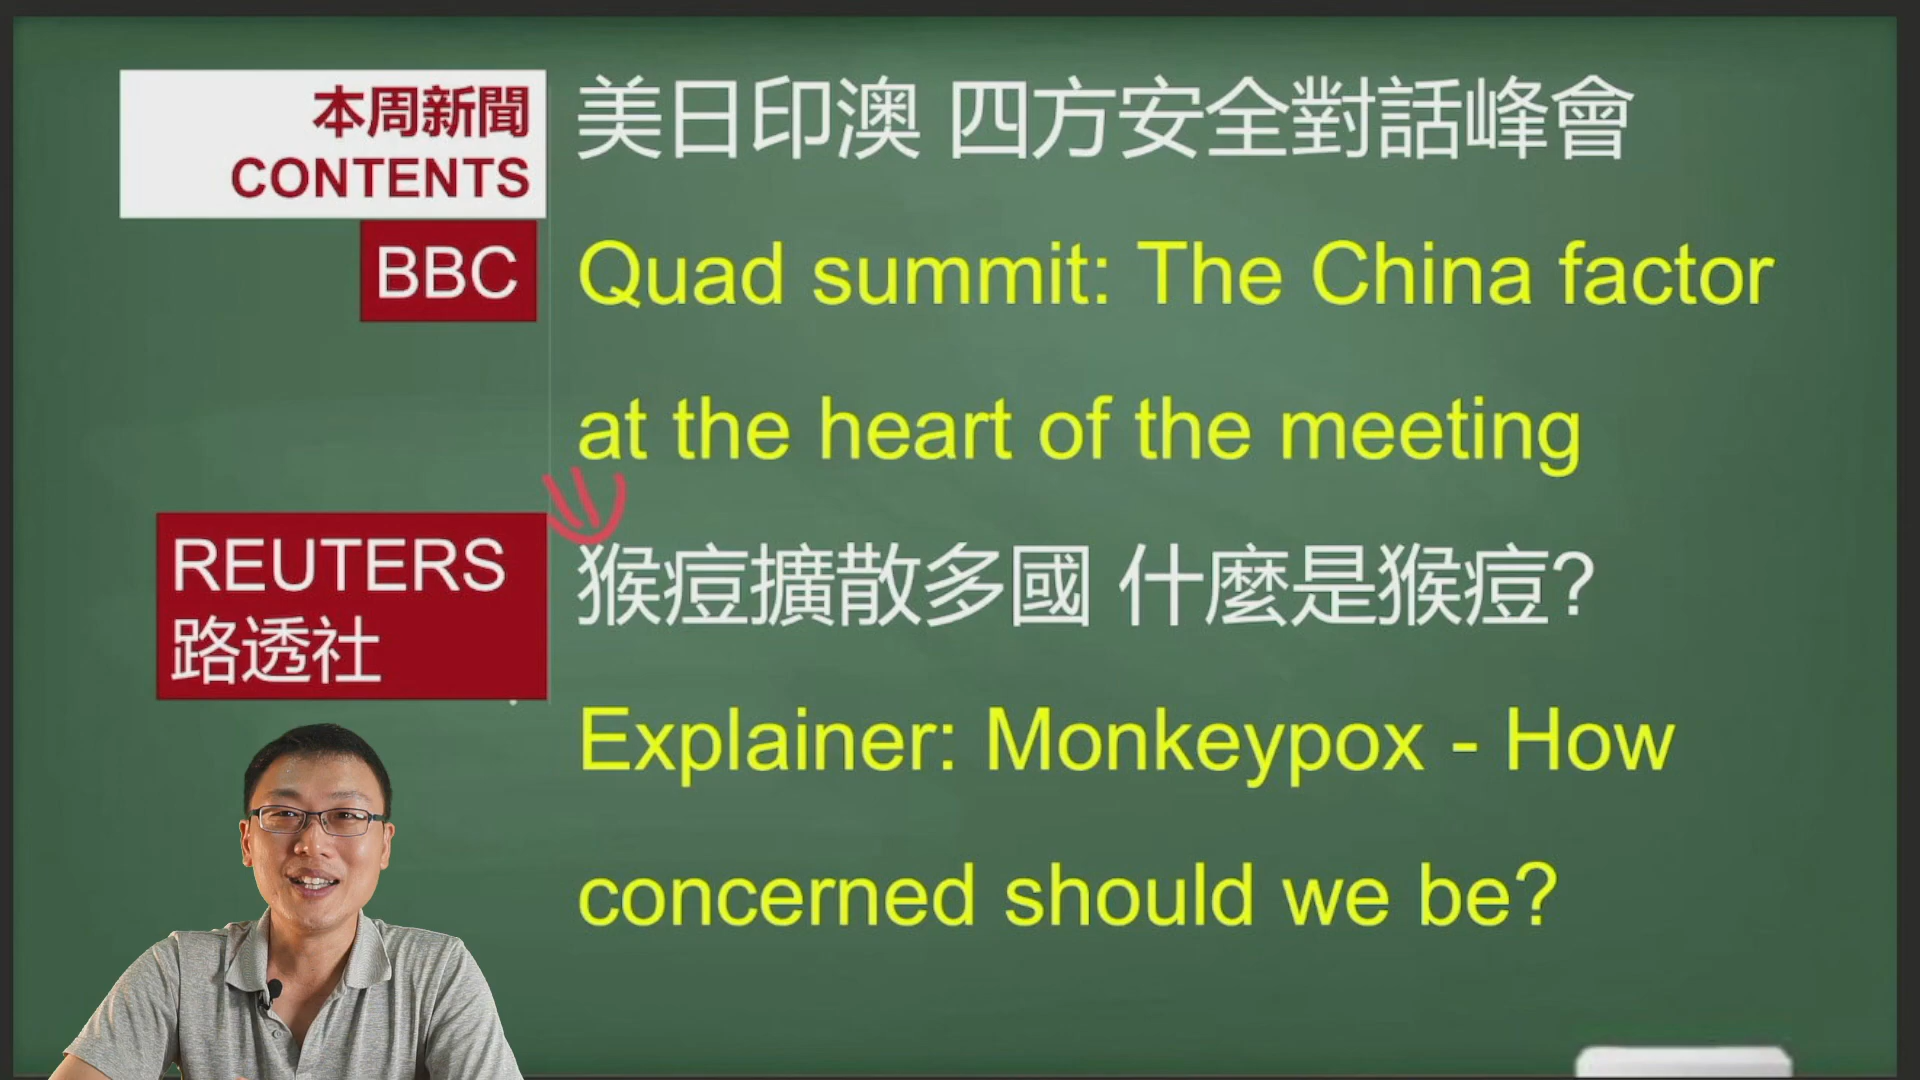 本周新聞
CONTENTS
美日印澳 四方安全對話峰會
BBC
Quad summit: The China factor
at the heart of the meeting
REUTERS
路透社
猴痘擴散多國 什麼是猴痘?
Explainer: Monkeypox - How
concerned should we be?